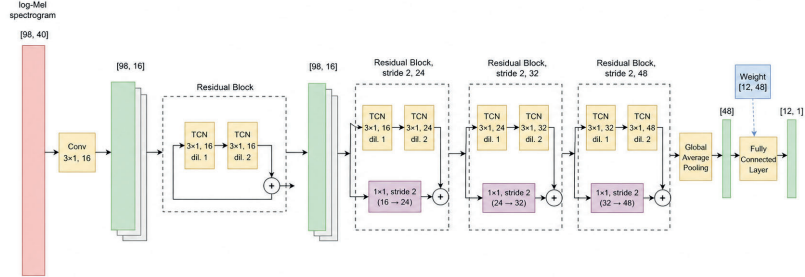 log-Mel
spectrogram
[98, 40]
Conv
3×1, 16
[98, 16]
Residual Block
TCN
3×1, 16
dil. 1
TCN
3×1, 16
dil. 2
+
[98, 16]
Residual Block,
stride 2, 24
TCN
3×1, 16
dil. 1
TCN
3×1, 24
dil. 2
1×1, stride 2
(16 → 24)
+
Residual Block,
stride 2, 32
TCN
3×1, 24
dil. 1
TCN
3×1, 32
dil. 2
1×1, stride 2
(24 → 32)
+
Residual Block,
stride 2, 48
TCN
3×1, 32
dil. 1
TCN
3×1, 48
dil. 2
1×1, stride 2
(32 → 48)
+
Global
Average
Pooling
[48]
Weight
[12, 48]
Fully
Connected
Layer
[12, 1]